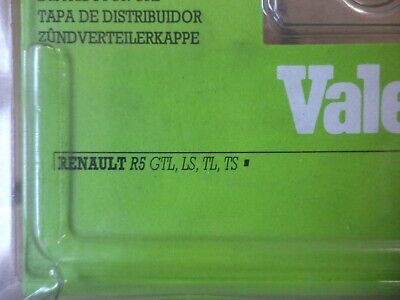 TAPA DE DISTRIBUIDOR
ZÜNDVERTEILERKAPPE
Vale
RENAULT R5 GTL, LS, TL, TS